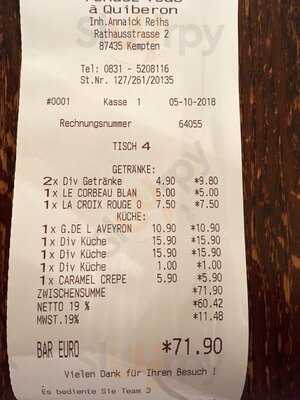 Rendez vous
à Quiberon
Inh.Annaick Reihs
Rathausstrasse 2
87435 Kempten
Tel: 0831 - 5208116
St.Nr. 127/261/20135
#0001 Kasse 1 05-10-2018
Rechnungsnummer 64055
TISCH 4
GETRÄNKE:
2x Div Getränke 4.90 *9.80
1x LE CORBEAU BLAN 5.00 *5.00
1x LA CROIX ROUGE 0 7.50 *7.50
KÜCHE:
1x G.DE L AVEYRON 10.90 *10.90
1x Div Küche 15.90 *15.90
1x Div Küche 15.90 *15.90
1x Div Küche 1.00 *1.00
1x CARAMEL CREPE 5.90 *5.90
ZWISCHENSUMME *71.90
NETTO 19 % *60.42
MWST.19% *11.48
BAR EURO *71.90
Vielen Dank für Ihren Besuch !
Es bediente Sie Team 3